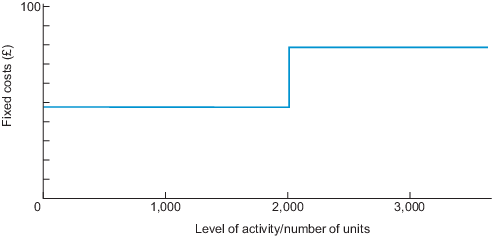 100
Fixed costs (£)
0
1,000
2,000
3,000
Level of activity/number of units